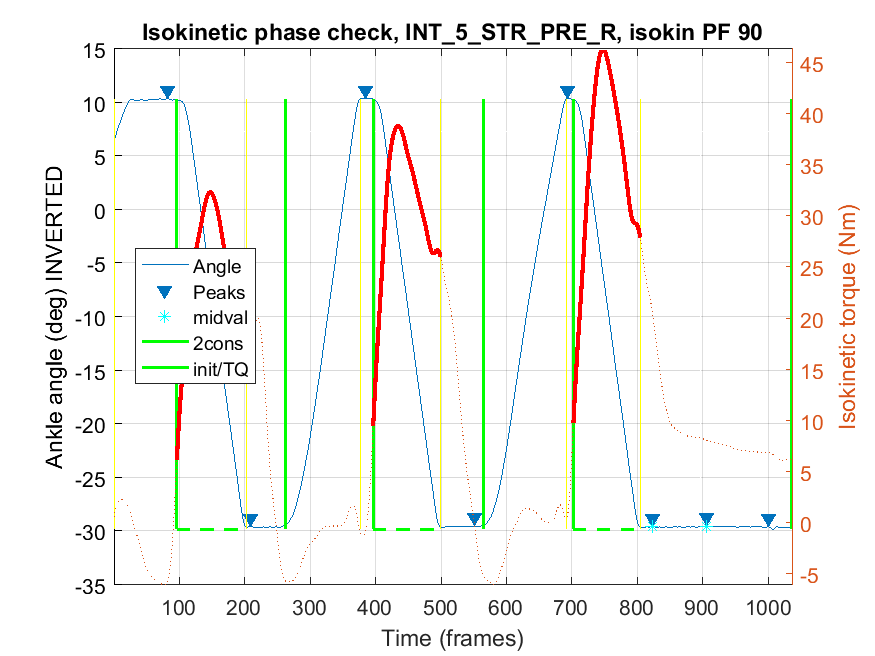 Isokinetic phase check, INT_5_STR_PRE_R, isokin PF 90
Ankle angle (deg) INVERTED
15
10
5
0
-5
-10
-15
-20
-25
-30
-35
Angle
Peaks
midval
2cons
init/TQ
45
40
35
30
25
20
15
10
5
0
-5
Isokinetic torque (Nm)
100 200 300 400 500 600 700 800 900 1000
Time (frames)